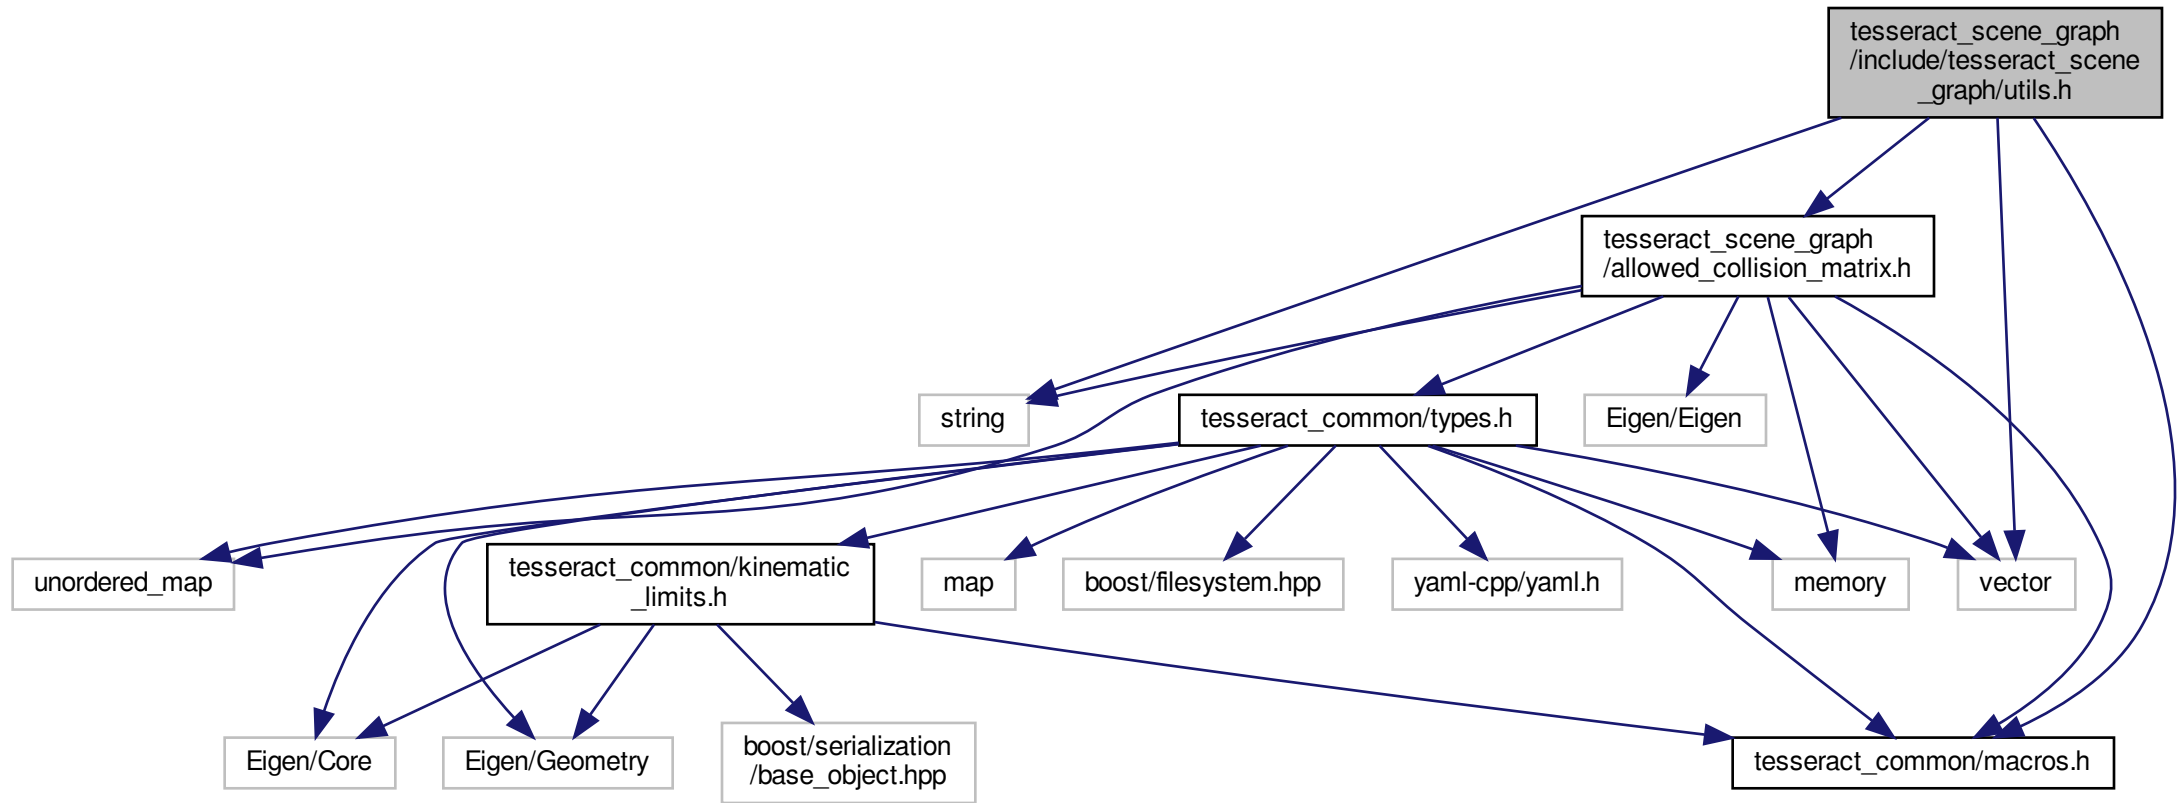 tesseract_scene_graph
/include/tesseract_scene
_graph/utils.h
tesseract_scene_graph
/allowed_collision_matrix.h
string
tesseract_common/types.h
Eigen/Eigen
unordered_map
tesseract_common/kinematic
_limits.h
map
boost/filesystem.hpp
yaml-cpp/yaml.h
memory
vector
Eigen/Core
Eigen/Geometry
boost/serialization
/base_object.hpp
tesseract_common/macros.h